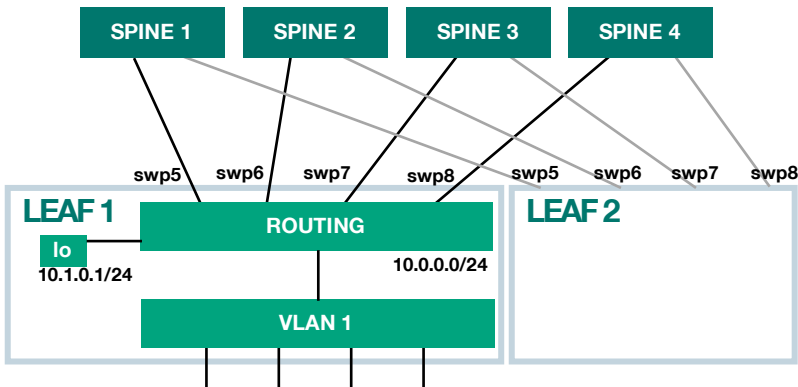 SPINE 1
SPINE 2
SPINE 3
SPINE 4
swp5
swp6
swp7
swp8
swp5
swp6
swp7
swp8
LEAF 1
ROUTING
LEAF 2
lo
10.1.0.1/24
10.0.0.0/24
VLAN 1